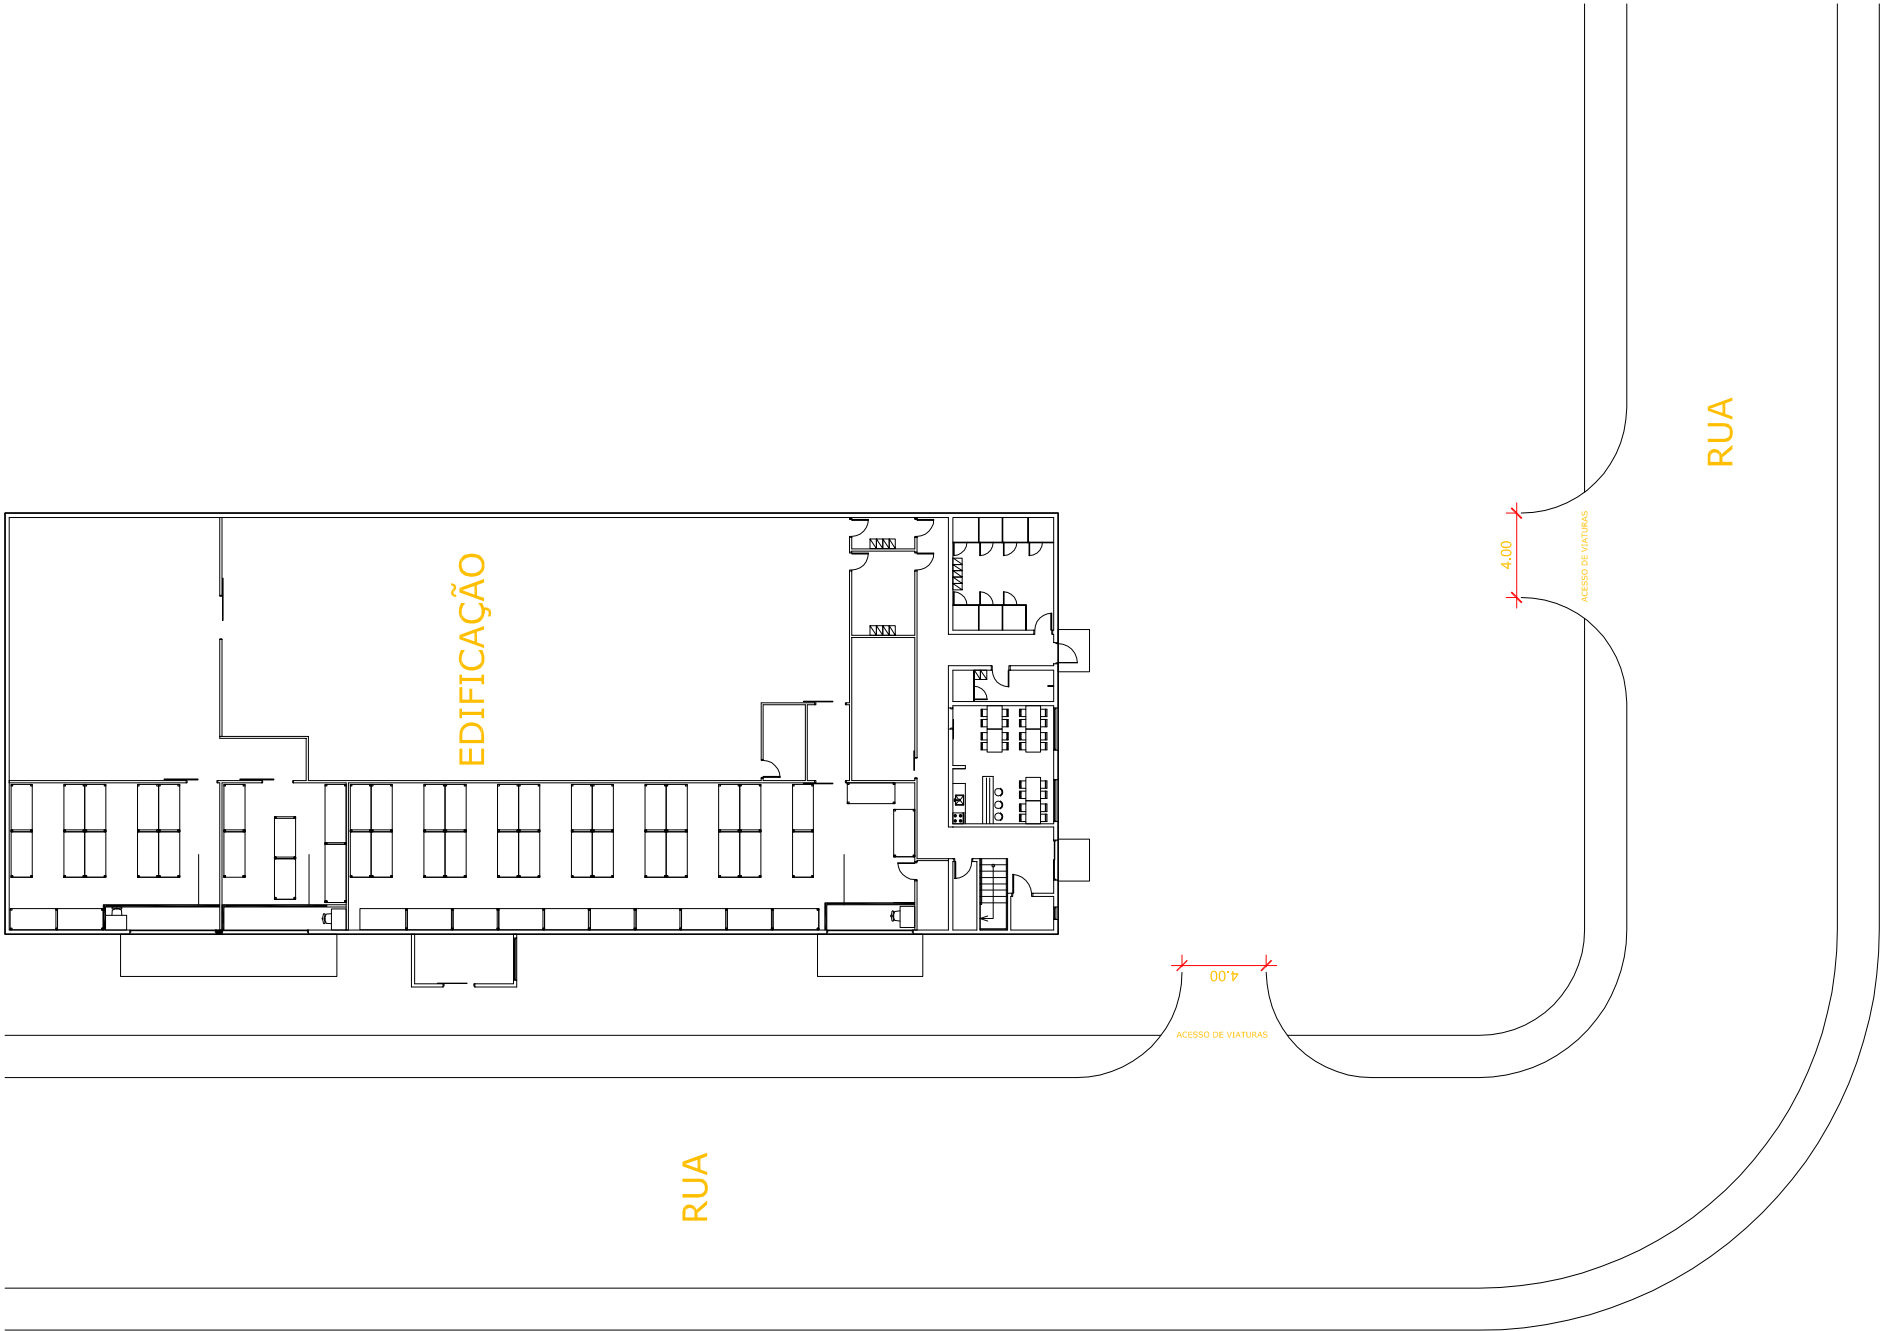 RUA
4.00
ACESSO DE VIATURAS
EDIFICAÇÃO
4.00
ACESSO DE VIATURAS
RUA